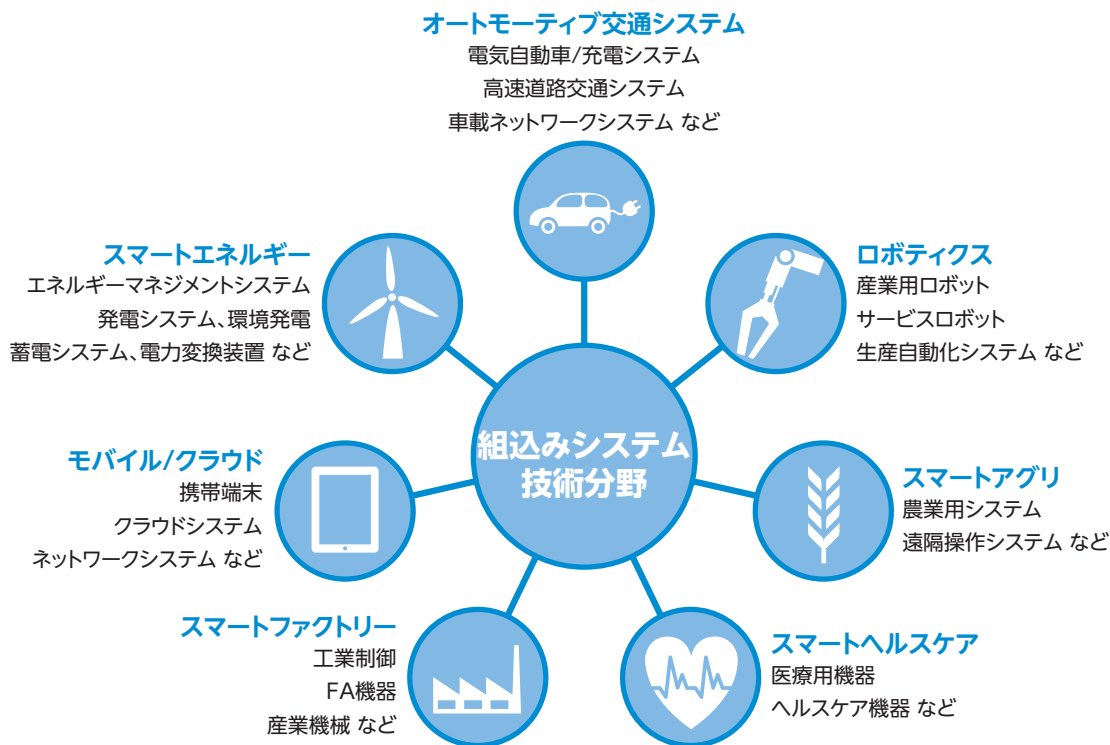 オートモーティブ交通システム
電気自動車/充電システム
高速道路交通システム
車載ネットワークシステム など
スマートエネルギー
エネルギーマネジメントシステム
発電システム、環境発電
蓄電システム、電力変換装置 など
ロボティクス
産業用ロボット
サービスロボット
生産自動化システム など
組込みシステム
技術分野
モバイル/クラウド
携帯端末
クラウドシステム
ネットワークシステム など
スマートアグリ
農業用システム
遠隔操作システム など
スマートファクトリー
工業制御
FA機器
産業機械 など
スマートヘルスケア
医療用機器
ヘルスケア機器 など